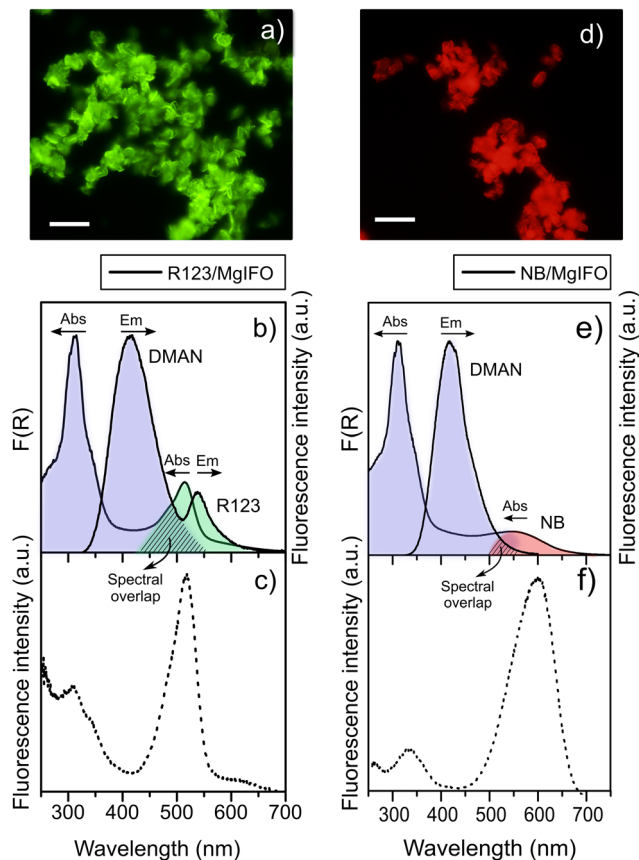 a)
d)
R123/MgIFO
NB/MgIFO
b)
Abs
Em
DMAN
Abs
Em
R123
Spectral
overlap
F(R)
Fluorescence intensity (a.u.)
e)
Abs
Em
DMAN
Abs
NB
Spectral
overlap
F(R)
Fluorescence intensity (a.u.)
c)
Fluorescence intensity (a.u.)
300 400 500 600 700
Wavelength (nm)
f)
Fluorescence intensity (a.u.)
Fluorescence intensity (a.u.)
300 400 500 600 700
Wavelength (nm)